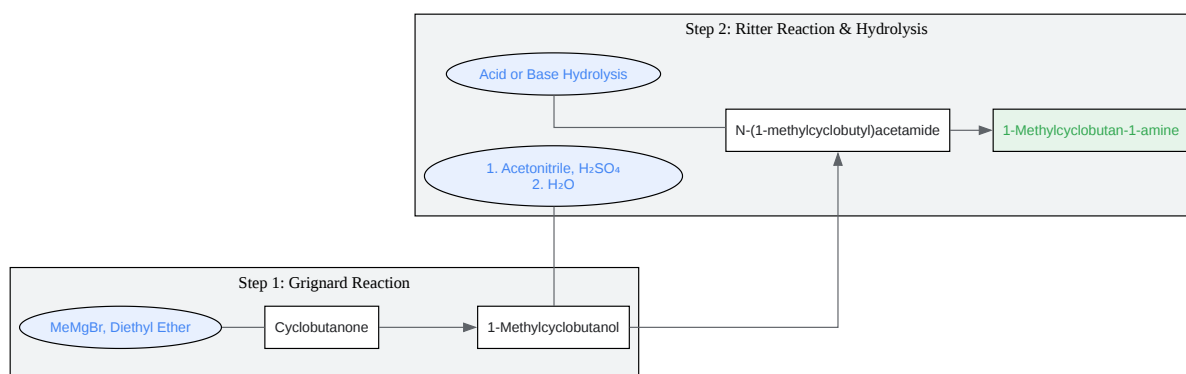 Step 2: Ritter Reaction & Hydrolysis
Acid or Base Hydrolysis
N-(1-methylcyclobutyl)acetamide
1-Methylcyclobutan-1-amine
1. Acetonitrile, H₂SO₄
2. H₂O
Step 1: Grignard Reaction
MeMgBr, Diethyl Ether
Cyclobutanone
1-Methylcyclobutanol